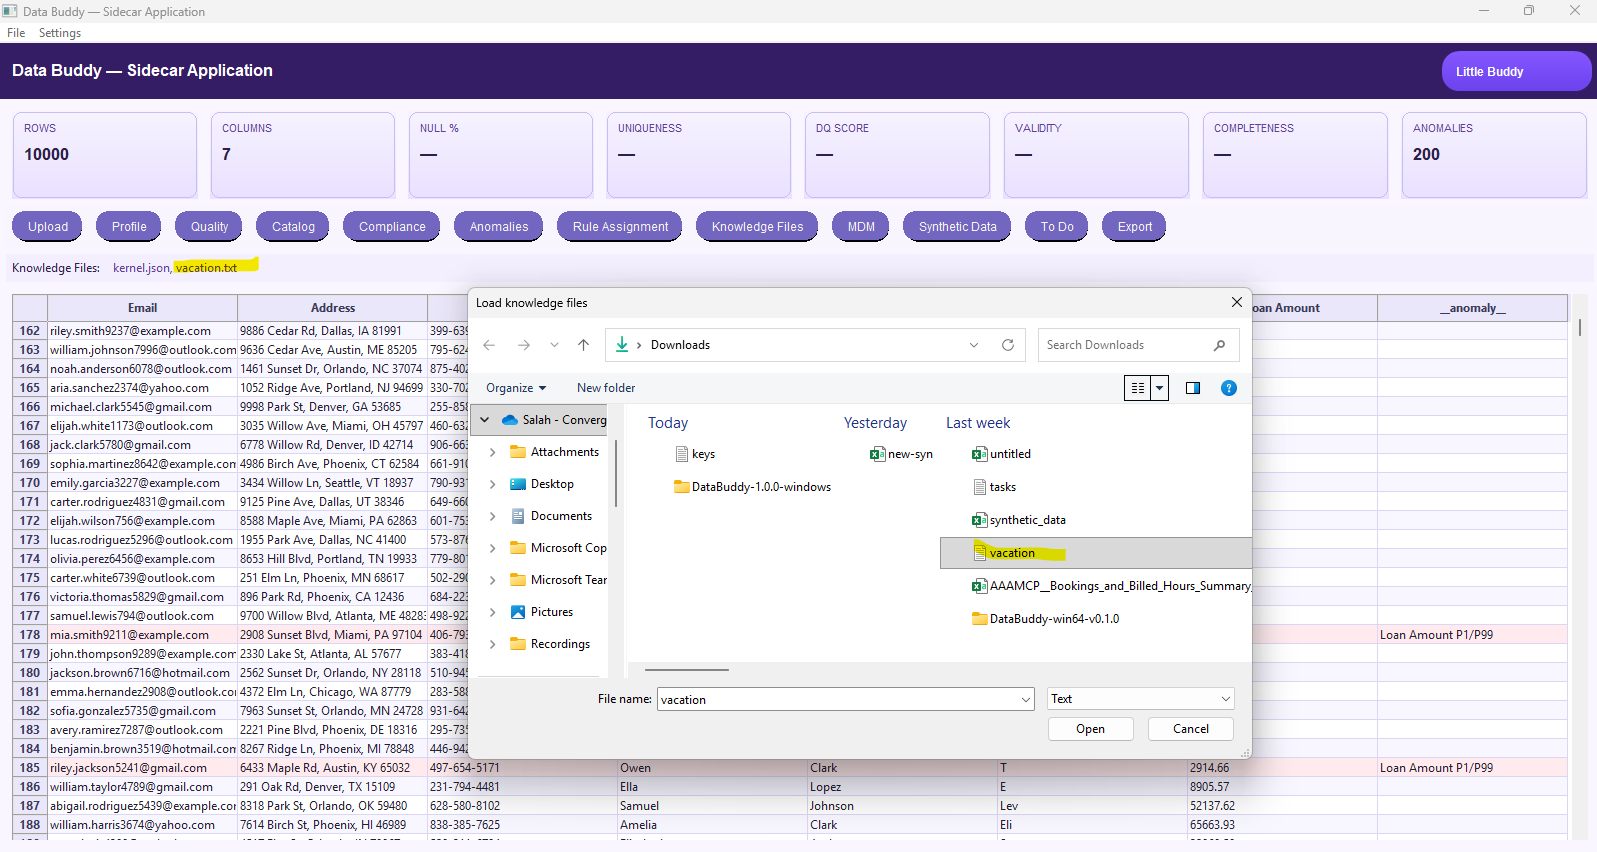 Data Buddy — Sidecar Application
File Settings
Data Buddy — Sidecar Application
Little Buddy
ROWS COLUMNS NULL % UNIQUENESS DQ SCORE VALIDITY COMPLETENESS ANOMALIES
10000 7 — — — — — 200
Upload Profile Quality Catalog Compliance Anomalies Rule Assignment Knowledge Files MDM Synthetic Data To Do Export
Knowledge Files: kernel.json, vacation.txt
Email Address oan Amount __anomaly__
162 riley.smith9237@example.com 9886 Cedar Rd, Dallas, IA 81991 399-639
163 william.johnson7996@outlook.com 9636 Cedar Ave, Austin, ME 85205 795-624
164 noah.anderson6078@outlook.com 1461 Sunset Dr, Orlando, NC 37074 875-402
165 aria.sanchez2374@yahoo.com 1052 Ridge Ave, Portland, NJ 94699 330-702
166 michael.clark5545@gmail.com 9998 Park St, Denver, GA 53685 255-858
167 elijah.white1173@outlook.com 3035 Willow Ave, Miami, OH 45797 460-632
168 jack.clark5780@gmail.com 6778 Willow Rd, Denver, ID 42714 906-663
169 sophia.martinez8642@example.com 4986 Birch Ave, Phoenix, CT 62584 661-910
170 emily.garcia3227@example.com 3434 Willow Ln, Seattle, VT 18937 790-931
171 carter.rodriguez4831@gmail.com 9125 Pine Ave, Dallas, UT 38346 649-660
172 elijah.wilson756@example.com 8588 Maple Ave, Miami, PA 62863 601-753
173 lucas.rodriguez5296@outlook.com 1955 Park Ave, Dallas, NC 41400 573-876
174 olivia.perez6456@example.com 8653 Hill Blvd, Portland, TN 19933 779-801
175 carter.white6739@outlook.com 251 Elm Ln, Phoenix, MN 68617 502-290
176 victoria.thomas5829@gmail.com 896 Park Rd, Phoenix, CA 12436 684-223
177 samuel.lewis794@outlook.com 9700 Willow Blvd, Atlanta, ME 48283 498-922
178 mia.smith9211@example.com 2908 Sunset Blvd, Miami, PA 97104 406-793 Loan Amount P1/P99
179 john.thompson9289@example.com 2330 Lake St, Atlanta, AL 57677 383-418
180 jackson.brown6716@hotmail.com 2562 Sunset Dr, Orlando, NY 28118 510-945
181 emma.hernandez2908@outlook.co 4372 Elm Ln, Chicago, WA 87779 283-588
182 sofia.gonzalez5735@gmail.com 7963 Sunset St, Orlando, MN 24728 931-642
183 avery.ramirez7287@outlook.com 2221 Pine Blvd, Phoenix, DE 18316 295-735
184 benjamin.brown3519@hotmail.com 8267 Ridge Ln, Phoenix, MI 78848 446-942
185 riley.jackson5241@gmail.com 6433 Maple Rd, Austin, KY 65032 497-654-5171 Owen Clark T 2914.66 Loan Amount P1/P99
186 william.taylor4789@gmail.com 291 Oak Rd, Denver, TX 15109 231-794-4481 Ella Lopez E 8905.57
187 abigail.rodriguez5439@example.cor 8318 Park St, Orlando, OK 59480 628-580-8102 Samuel Johnson Lev 52137.62
188 william.harris3674@yahoo.com 7614 Birch St, Phoenix, HI 46989 838-385-7625 Amelia Clark Eli 65663.93
Load knowledge files
Downloads
Search Downloads
Organize New folder
Salah - Converg
Attachments
Desktop
Documents
Microsoft Cop
Microsoft Tear
Pictures
Recordings
Today
keys
DataBuddy-1.0.0-windows
Yesterday
new-syn
Last week
untitled
tasks
synthetic_data
vacation
AAAMCP__Bookings_and_Billed_Hours_Summary_
DataBuddy-win64-v0.1.0
File name: vacation Text
Open Cancel